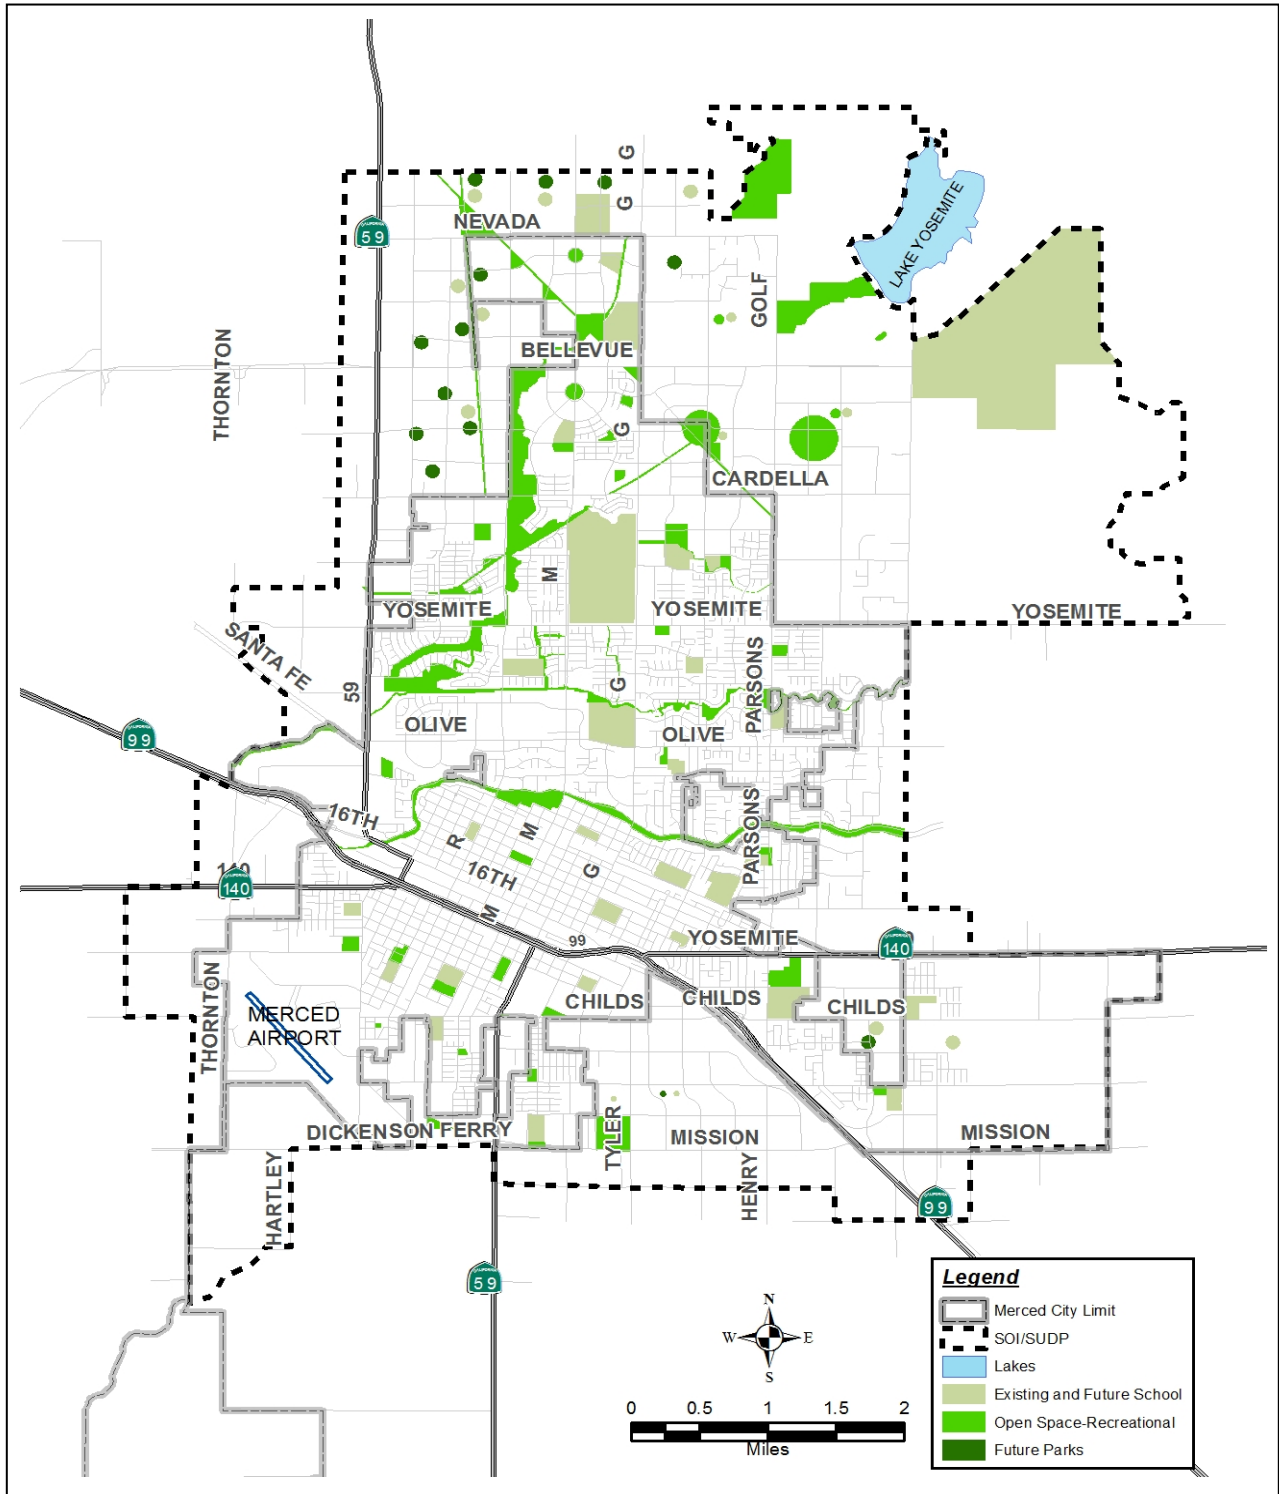 G
G
NEVADA
59
LAKE YOSEMITE
GOLF
THORNTON
BELLEVUE
G
CARDELLA
M
YOSEMITE
YOSEMITE
YOSEMITE
SANTA FE
PARSONS
59
G
OLIVE
OLIVE
99
16TH
PARSONS
R
M
16TH
G
140
140
M
99
YOSEMITE
140
THORNTON
MERCED
AIRPORT
CHILDS
CHILDS
CHILDS
DICKENSON FERRY
TYLER
MISSION
MISSION
HARTLEY
HENRY
99
59
N
W
E
S
0 0.5 1 1.5 2
Miles
Legend
Merced City Limit
SOI/SUDP
Lakes
Existing and Future School
Open Space-Recreational
Future Parks